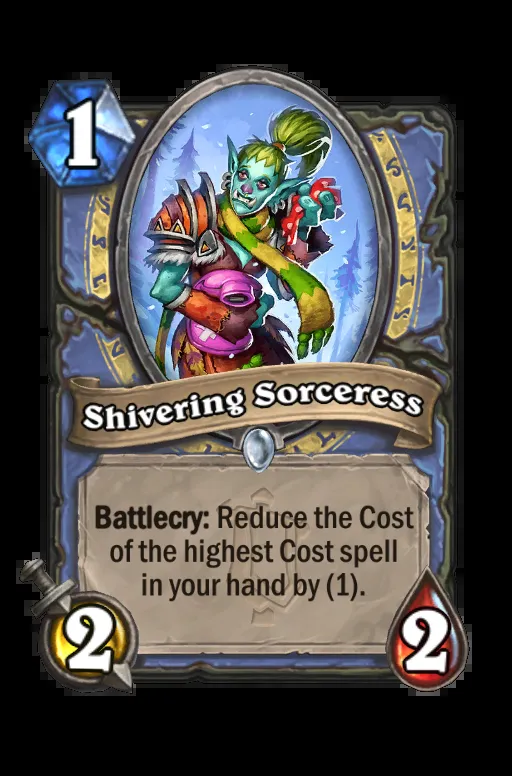 1
Shivering Sorceress
Battlecry: Reduce the Cost
of the highest Cost spell
in your hand by (1).
2
2